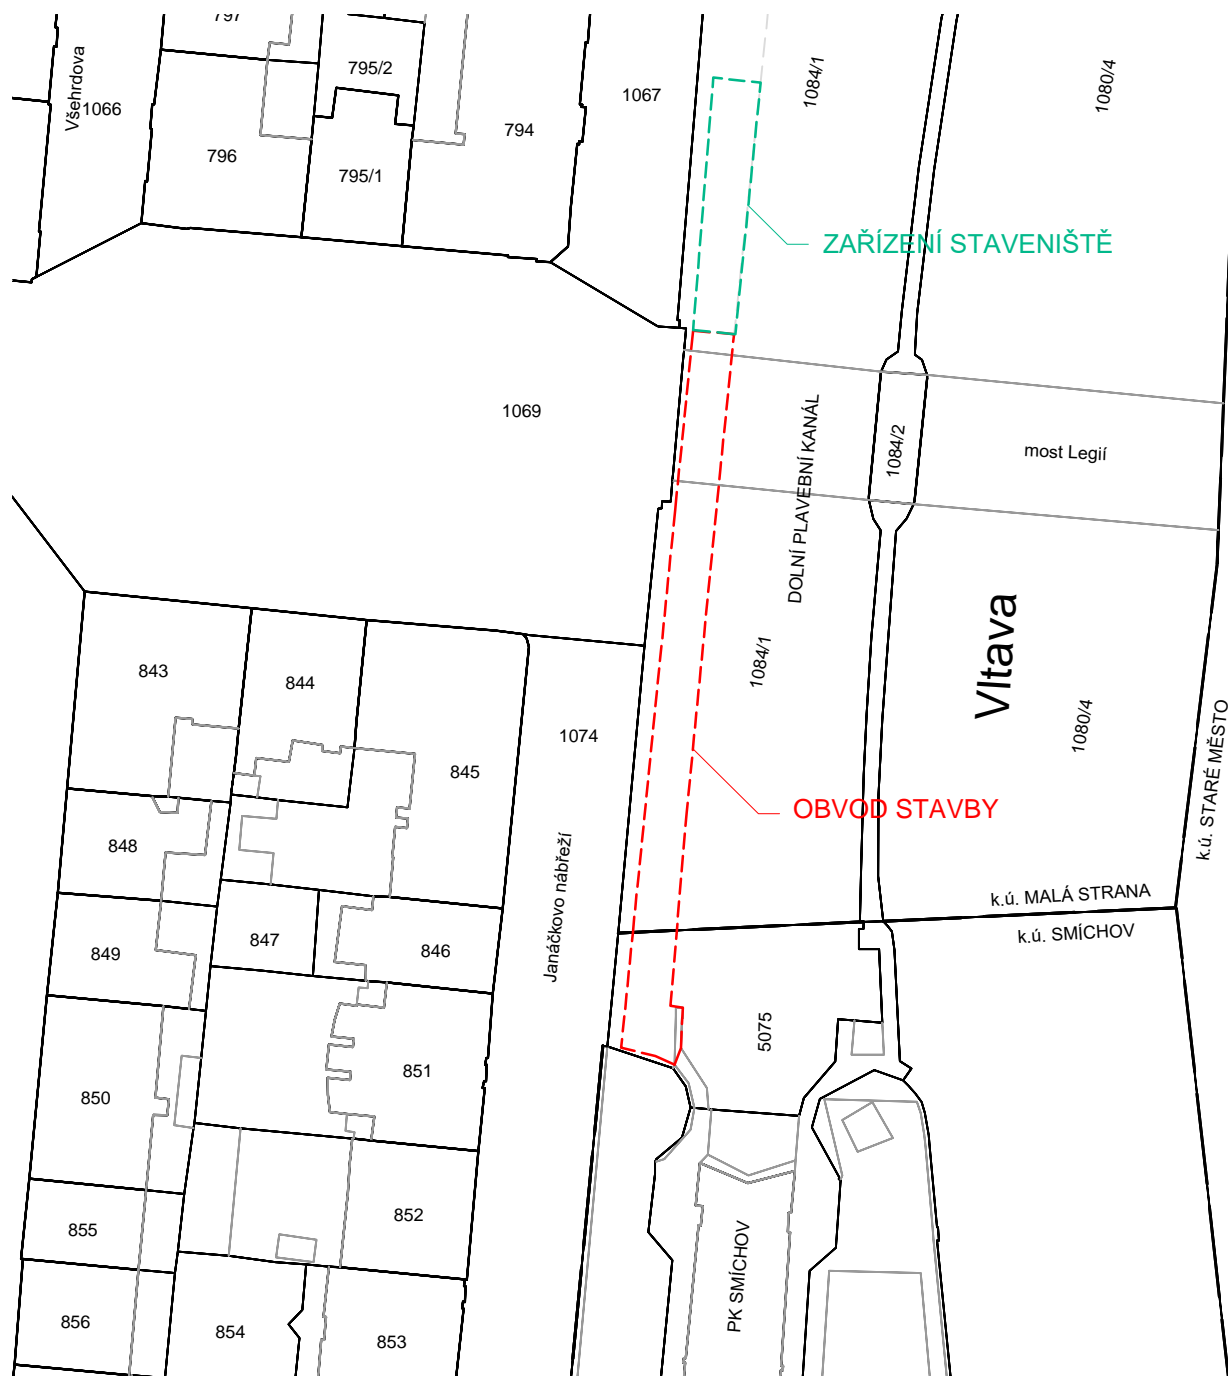 797
Všehrdova
1066
795/2
1067
1084/1
1080/4
794
796
795/1
ZAŘÍZENÍ STAVENIŠTĚ
1069
DOLNÍ PLAVEBNÍ KANÁL
1084/2
most Legií
Vltava
843
844
1084/1
1080/4
845
1074
k.ú. STARÉ MĚSTO
OBVOD STAVBY
848
Janáčkovo nábřeží
k.ú. MALÁ STRANA
k.ú. SMÍCHOV
847
846
849
5075
851
850
852
855
PK SMÍCHOV
856
854
853